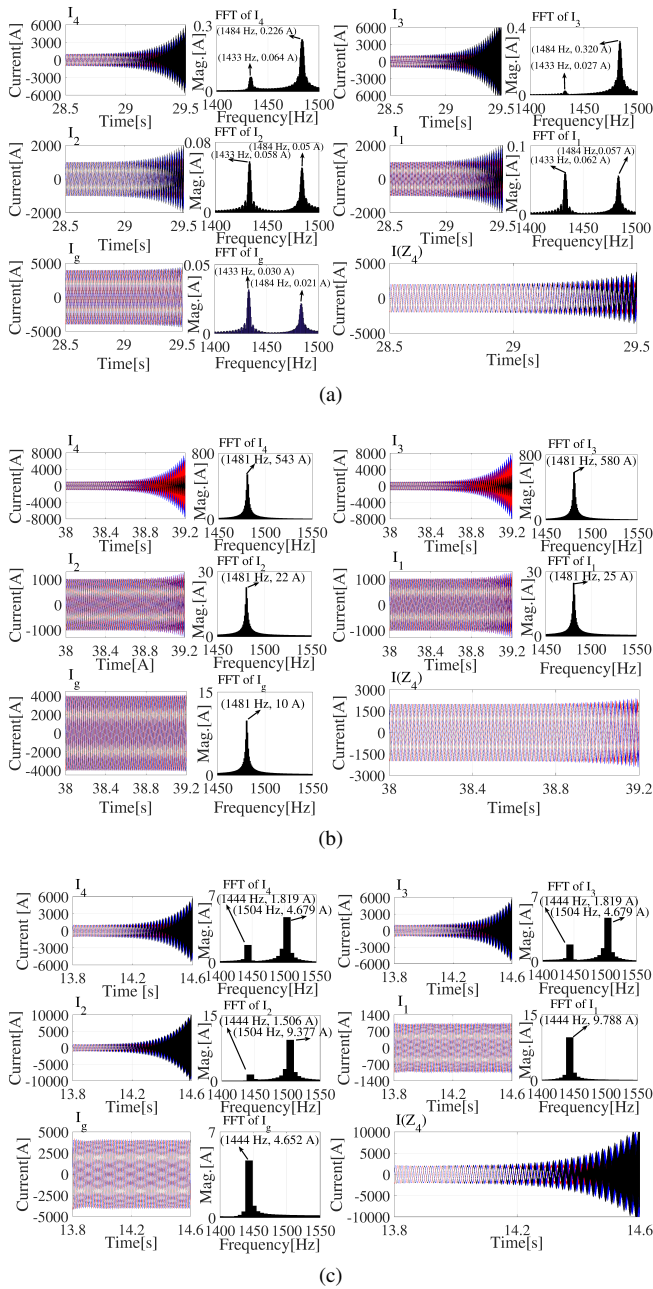 I4
Current[A]
6000
3000
0
-3000
-6000
28.5
29
29.5
Time[s]
FFT of I4
Mag.[A]
0.3
0
(1484 Hz, 0.226 A)
(1433 Hz, 0.064 A)
1400
1450
1500
Frequency[Hz]
I3
Current[A]
6000
3000
0
-3000
-6000
28.5
29
29.5
Time[s]
FFT of I3
Mag.[A]
0.4
0
(1484 Hz, 0.320 A)
(1433 Hz, 0.027 A)
1400
1450
1500
Frequency[Hz]
I2
Current[A]
2000
0
-2000
28.5
29
29.5
Time[s]
FFT of I2
Mag.[A]
0.08
0
(1484 Hz, 0.05 A)
(1433 Hz, 0.058 A)
1400
1450
1500
Frequency[Hz]
I1
Current[A]
2000
0
-2000
28.5
29
29.5
Time[s]
FFT of I1
Mag.[A]
0.1
0
(1484 Hz, 0.057 A)
(1433 Hz, 0.062 A)
1400
1450
1500
Frequency[Hz]
Ig
Current[A]
5000
0
-5000
28.5
29
29.5
Time[s]
FFT of Ig
Mag.[A]
0.05
0
(1433 Hz, 0.030 A)
(1484 Hz, 0.021 A)
1400
1450
1500
Frequency[Hz]
I(Z4)
Current[A]
5000
0
-5000
28.5
29
29.5
Time[s]
(a)
I4
Current[A]
8000
4000
0
-4000
-8000
38
38.4
38.8
39.2
Time[s]
FFT of I4
Mag.[A]
800
0
(1481 Hz, 543 A)
1450
1500
1550
Frequency[Hz]
I3
Current[A]
8000
4000
0
-4000
-8000
38
38.4
38.8
39.2
Time[s]
FFT of I3
Mag.[A]
800
0
(1481 Hz, 580 A)
1450
1500
1550
Frequency[Hz]
I2
Current[A]
1000
0
-1000
38
38.4
38.8
39.2
Time[A]
FFT of I2
Mag.[A]
30
0
(1481 Hz, 22 A)
1450
1500
1550
Frequency[Hz]
I1
Current[A]
1000
0
-1000
38
38.4
38.8
39.2
Time[s]
FFT of I1
Mag.[A]
30
0
(1481 Hz, 25 A)
1450
1500
1550
Frequency[Hz]
Ig
Current[A]
4000
2000
0
-2000
-4000
38
38.4
38.8
39.2
Time[s]
FFT of Ig
Mag.[A]
15
0
(1481 Hz, 10 A)
1450
1500
1550
Frequency[Hz]
I(Z4)
Current[A]
3000
1500
0
-1500
-3000
38
38.4
38.8
39.2
Time[s]
(b)
I4
Current [A]
6000
3000
0
-3000
-6000
13.8
14.2
14.6
Time [s]
FFT of I4
Mag.[A]
7
0
(1444 Hz, 1.819 A)
(1504 Hz, 4.679 A)
1400
1450
1500
1550
Frequency[Hz]
I3
Current[A]
6000
3000
0
-3000
-6000
13.8
14.2
14.6
Time[s]
FFT of I3
Mag.[A]
7
0
(1444 Hz, 1.819 A)
(1504 Hz, 4.679 A)
1400
1450
1500
1550
Frequency[Hz]
I2
Current[A]
10000
5000
0
-5000
-10000
13.8
14.2
14.6
Time[s]
FFT of I2
Mag.[A]
15
0
(1444 Hz, 1.506 A)
(1504 Hz, 9.377 A)
1400
1450
1500
1550
Frequency[Hz]
I1
Current[A]
1400
700
0
-700
-1400
13.8
14.2
14.6
Time[s]
FFT of I1
Mag.[A]
15
0
(1444 Hz, 9.788 A)
1400
1450
1500
1550
Frequency[Hz]
Ig
Current[A]
5000
2500
0
-2500
-5000
13.8
14.2
14.6
Time[s]
FFT of Ig
Mag.[A]
7
0
(1444 Hz, 4.652 A)
1400
1450
1500
1550
Frequency[Hz]
I(Z4)
Current[A]
10000
5000
0
-5000
-10000
13.8
14.2
14.6
Time[s]
(c)